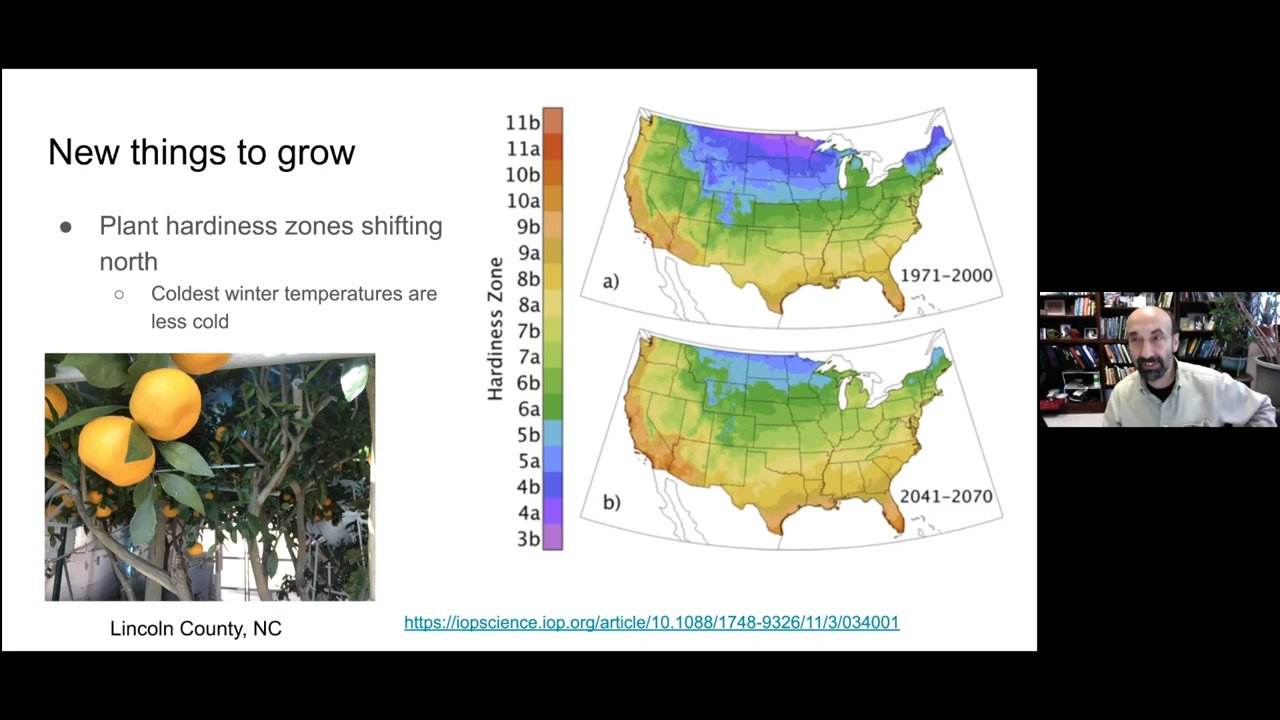 New things to grow
● Plant hardiness zones shifting
north
○ Coldest winter temperatures are
less cold
Lincoln County, NC
Hardiness Zone
11b
11a
10b
10a
9b
9a
8b
8a
7b
7a
6b
6a
5b
5a
4b
4a
3b
a)
1971–2000
b)
2041–2070
https://iopscience.iop.org/article/10.1088/1748-9326/11/3/034001